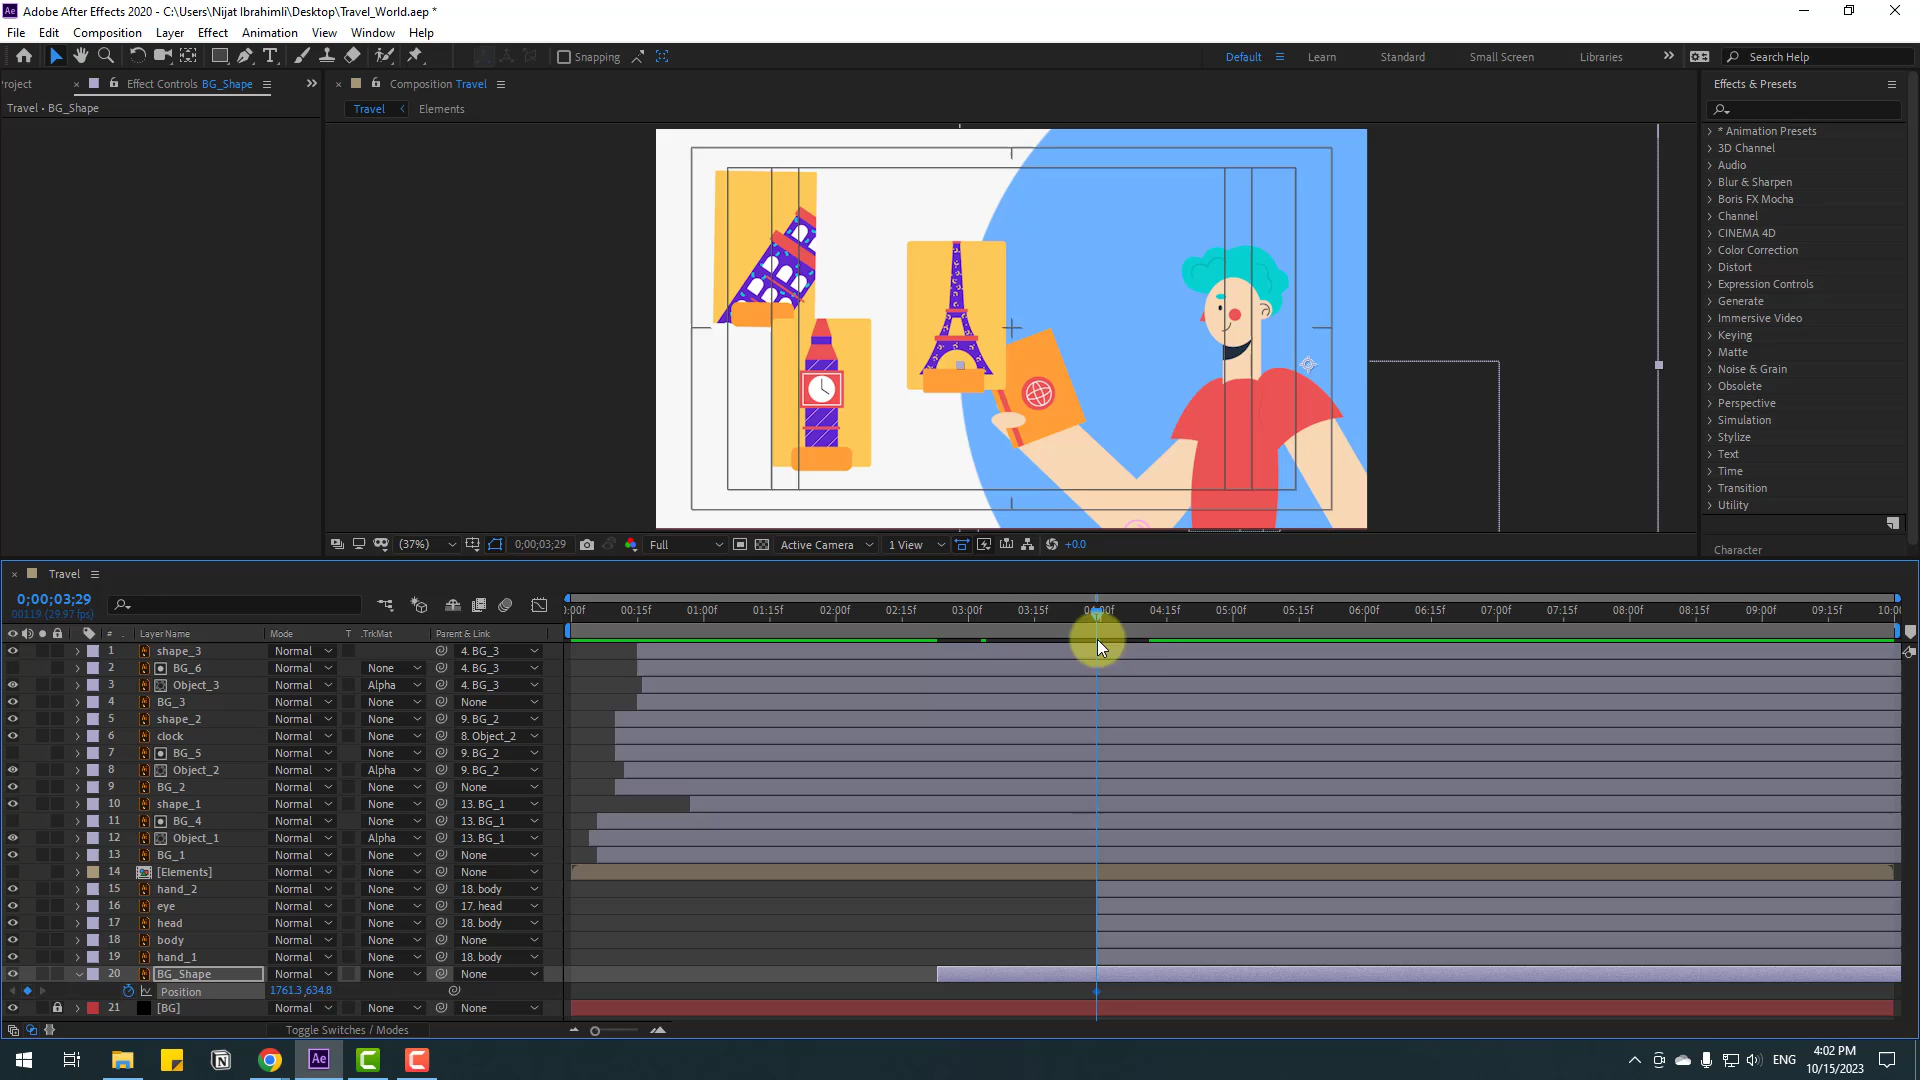 Adobe After Effects 2020 - C:\Users\Nijat Ibrahimli\Desktop\Travel_World.aep *
File Edit Composition Layer Effect Animation View Window Help
Snapping
Default Learn Standard Small Screen Libraries
Search Help
roject Effect Controls BG_Shape
Travel • BG_Shape
Composition Travel
Travel Elements
Effects & Presets
* Animation Presets
3D Channel
Audio
Blur & Sharpen
Boris FX Mocha
Channel
CINEMA 4D
Color Correction
Distort
Expression Controls
Generate
Immersive Video
Keying
Matte
Noise & Grain
Obsolete
Perspective
Simulation
Stylize
Text
Time
Transition
Utility
Character
(37%) 0;00;03;29 Full Active Camera 1 View +0.0
Travel
0;00;03;29
00119 (29.97 fps)
:00f 00:15f 01:00f 01:15f 02:00f 02:15f 03:00f 03:15f 04:00f 04:15f 05:00f 05:15f 06:00f 06:15f 07:00f 07:15f 08:00f 08:15f 09:00f 09:15f 10:00
# Layer Name Mode T .TrkMat Parent & Link
1 shape_3 Normal 4. BG_3
2 BG_6 Normal None 4. BG_3
3 Object_3 Normal Alpha 4. BG_3
4 BG_3 Normal None None
5 shape_2 Normal None 9. BG_2
6 clock Normal None 8. Object_2
7 BG_5 Normal None 9. BG_2
8 Object_2 Normal Alpha 9. BG_2
9 BG_2 Normal None None
10 shape_1 Normal None 13. BG_1
11 BG_4 Normal None 13. BG_1
12 Object_1 Normal Alpha 13. BG_1
13 BG_1 Normal None None
14 [Elements] Normal None None
15 hand_2 Normal None 18. body
16 eye Normal None 17. head
17 head Normal None 18. body
18 body Normal None None
19 hand_1 Normal None 18. body
20 BG_Shape Normal None None
Position 1761.3,634.8
21 [BG] Normal None None
Toggle Switches / Modes
ENG
4:02 PM
10/15/2023